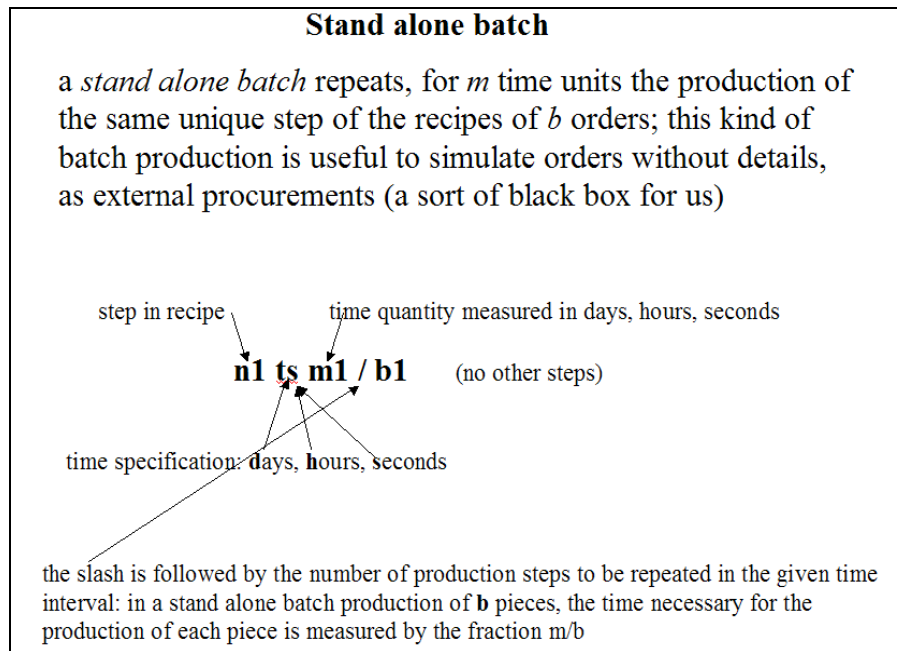 Stand alone batch
a stand alone batch repeats, for m time units the production of
the same unique step of the recipes of b orders; this kind of
batch production is useful to simulate orders without details,
as external procurements (a sort of black box for us)
step in recipe
time quantity measured in days, hours, seconds
n1 ts m1 / b1 (no other steps)
time specification: days, hours, seconds
the slash is followed by the number of production steps to be repeated in the given time
interval: in a stand alone batch production of b pieces, the time necessary for the
production of each piece is measured by the fraction m/b